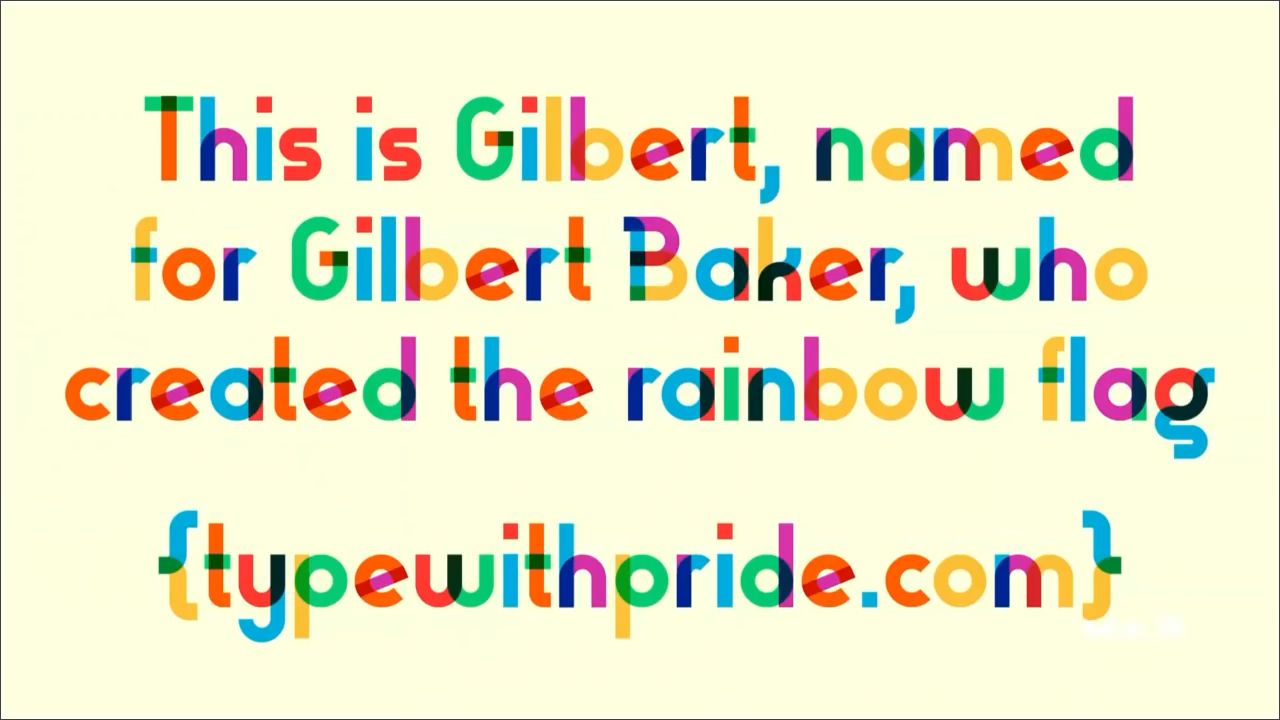 This is Gilbert, named
for Gilbert Baker, who
created the rainbow flag
{typewithpride.com}